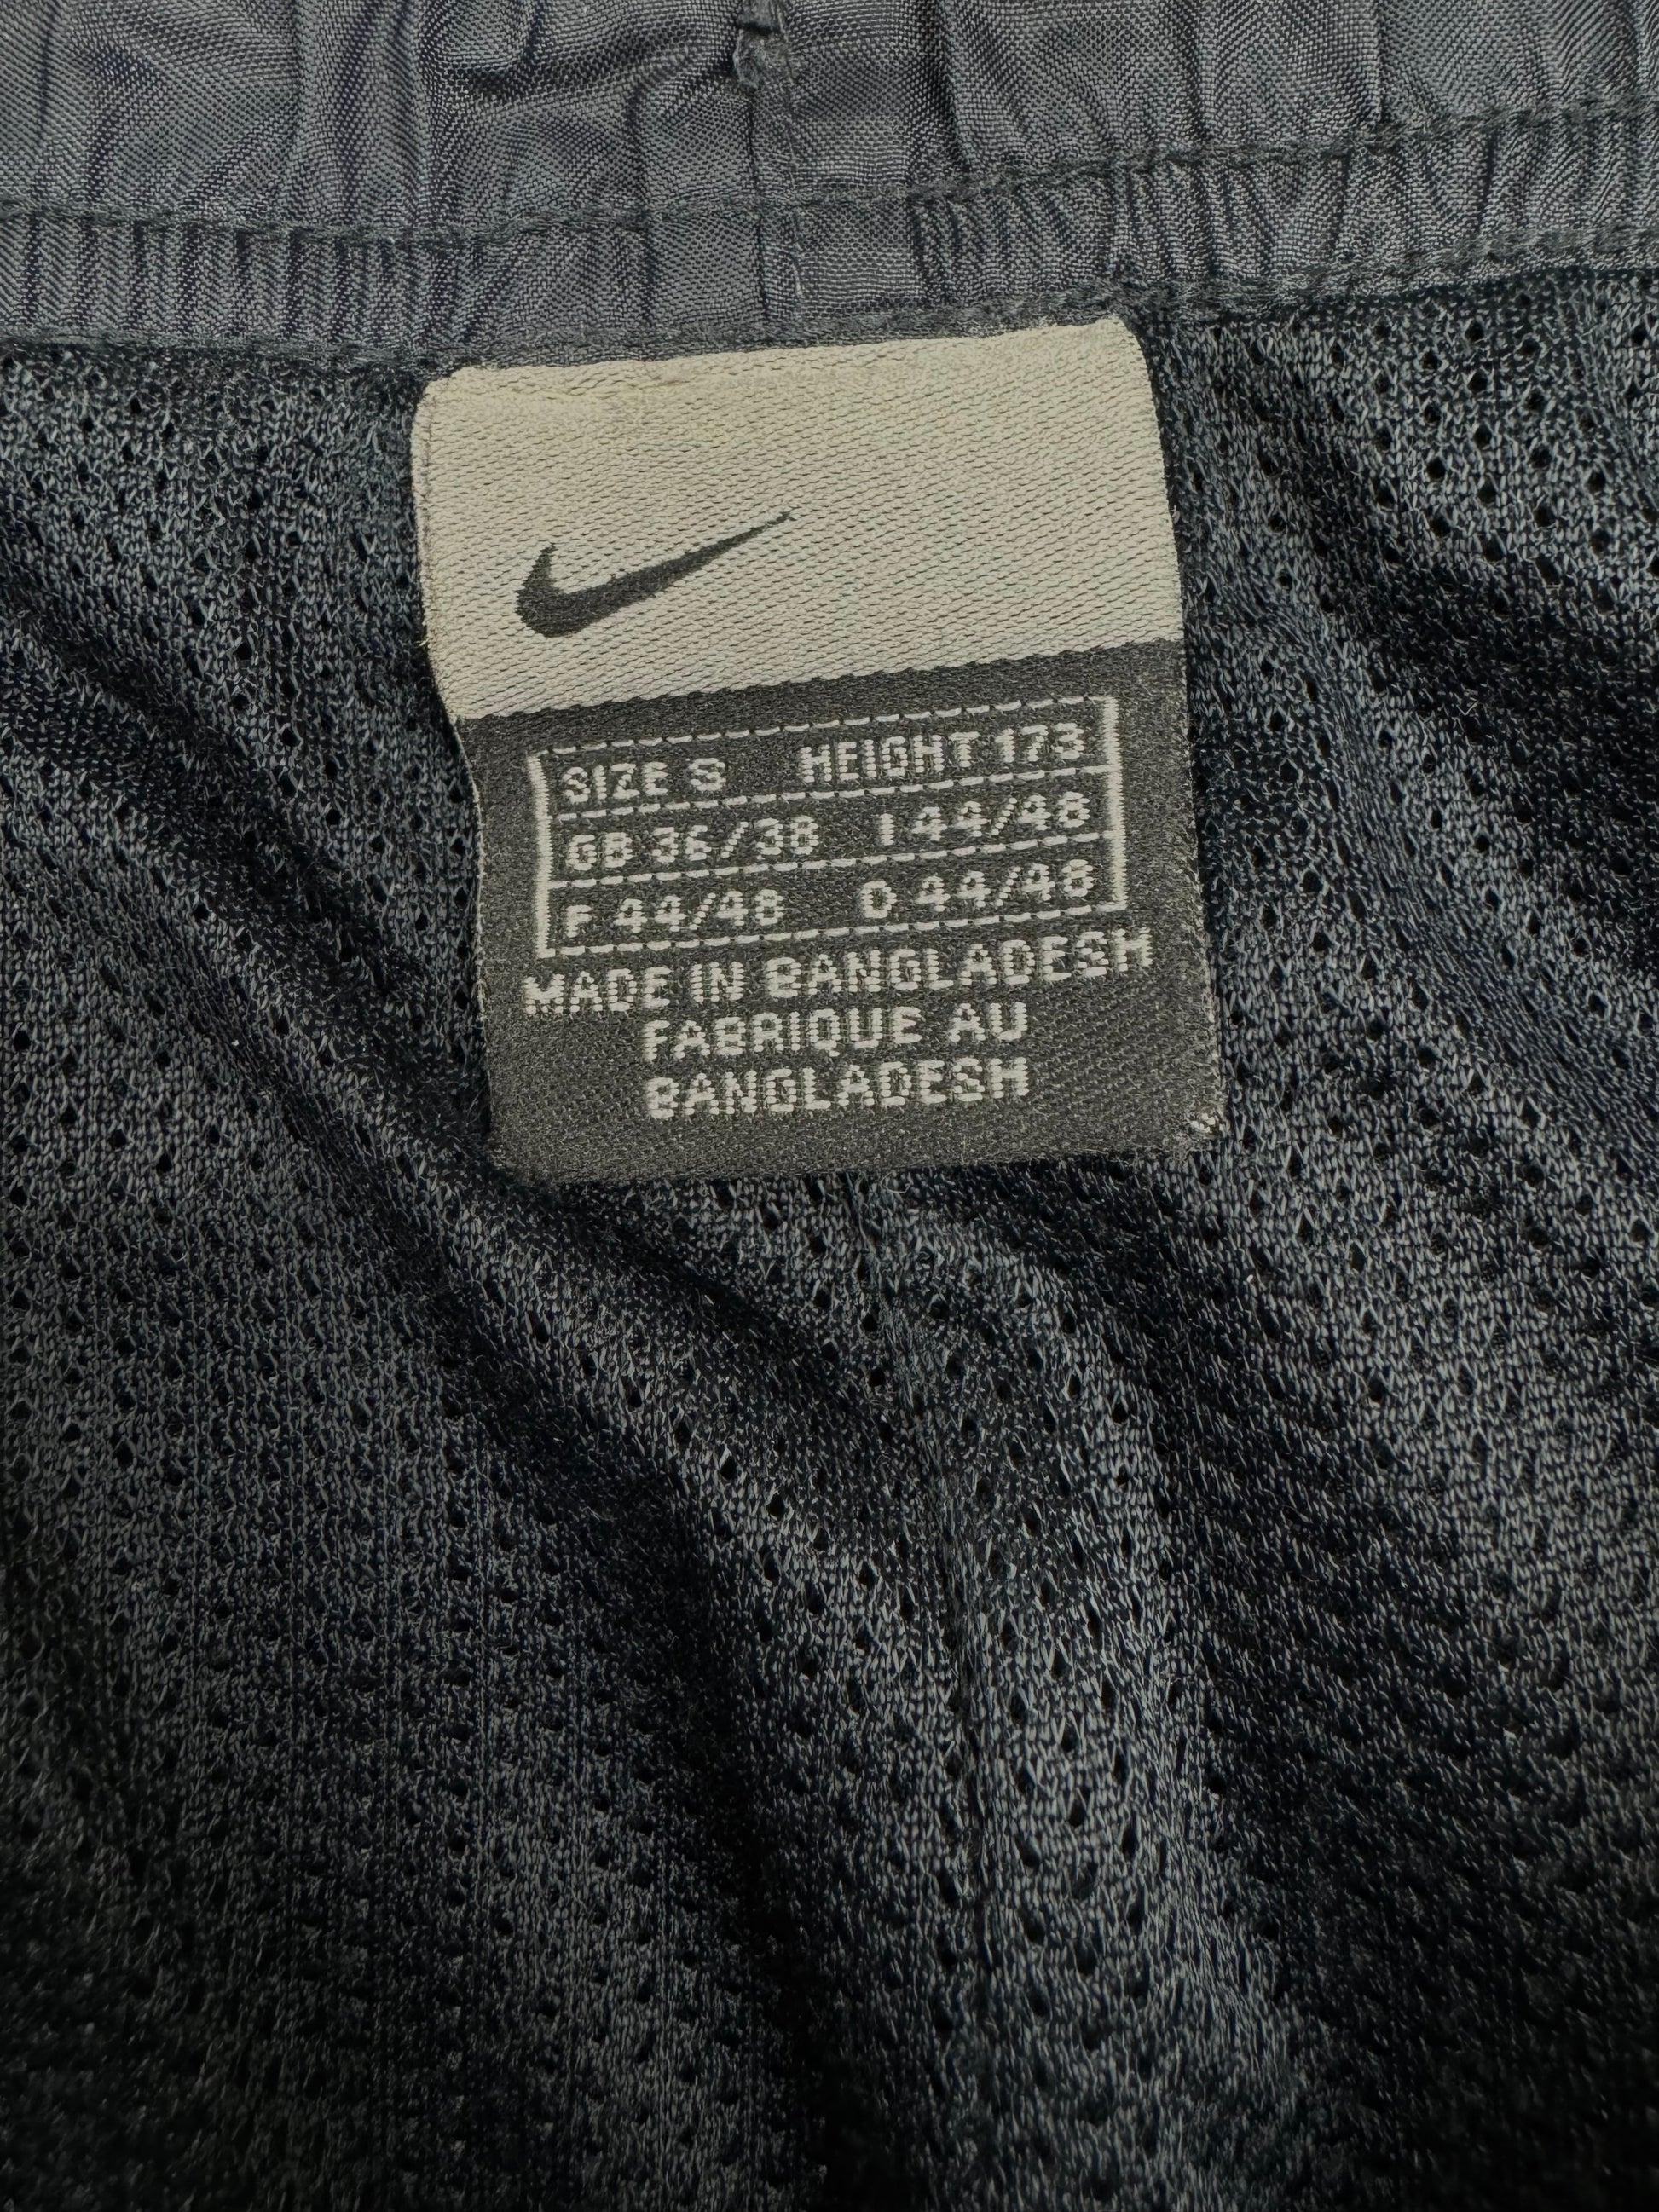 SIZE S HEIGHT 173
GB 36/38 I 44/48
F 44/48 D 44/48
MADE IN BANGLADESH
FABRIQUE AU
BANGLADESH